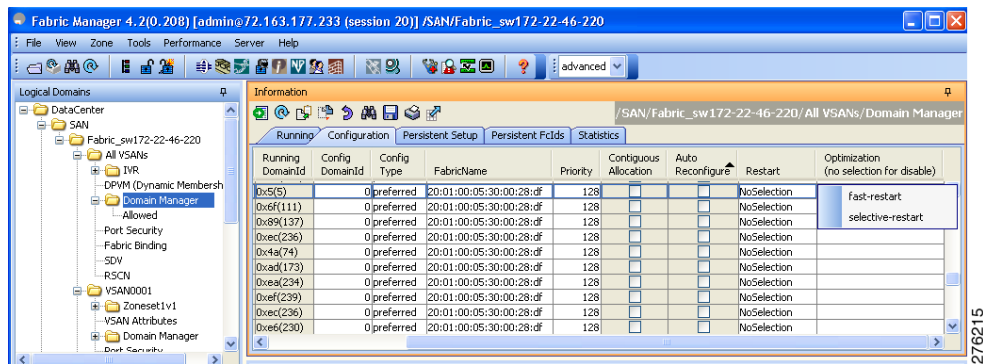 Fabric Manager 4.2(0.208) [admin@72.163.177.233 (session 20)] /SAN/Fabric_sw172-22-46-220
File View Zone Tools Performance Server Help
advanced
Logical Domains
DataCenter
SAN
Fabric_sw172-22-46-220
All VSANs
IVR
DPVM (Dynamic Membersh
Domain Manager
Allowed
Port Security
Fabric Binding
SDV
RSCN
VSAN0001
Zoneset1v1
VSAN Attributes
Domain Manager
Port Security
Information
/SAN/Fabric_sw172-22-46-220/All VSANs/Domain Manager
Running Configuration Persistent Setup Persistent FcIds Statistics
Running DomainId Config DomainId Config Type FabricName Priority Contiguous Allocation Auto Reconfigure Restart Optimization (no selection for disable)
0x5(5) 0 preferred 20:01:00:05:30:00:28:df 128 NoSelection
0x6f(111) 0 preferred 20:01:00:05:30:00:28:df 128 NoSelection
0x89(137) 0 preferred 20:01:00:05:30:00:28:df 128 NoSelection
0xec(236) 0 preferred 20:01:00:05:30:00:28:df 128 NoSelection
0x4a(74) 0 preferred 20:01:00:05:30:00:28:df 128 NoSelection
0xad(173) 0 preferred 20:01:00:05:30:00:28:df 128 NoSelection
0xea(234) 0 preferred 20:01:00:05:30:00:28:df 128 NoSelection
0xef(239) 0 preferred 20:01:00:05:30:00:28:df 128 NoSelection
0xec(236) 0 preferred 20:01:00:05:30:00:28:df 128 NoSelection
0xe6(230) 0 preferred 20:01:00:05:30:00:28:df 128 NoSelection
fast-restart
selective-restart
276215